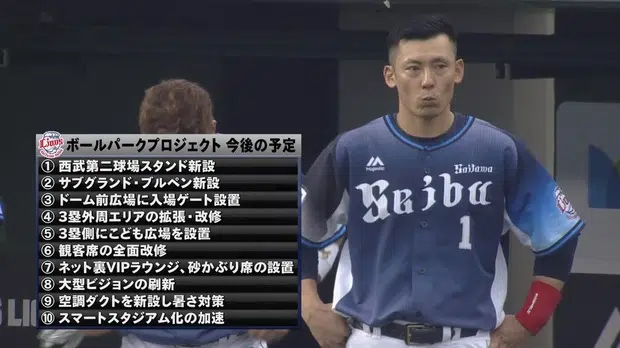 Lions
ボールパークプロジェクト 今後の予定
① 西武第二球場スタンド新設
② サブグランド・ブルペン新設
③ ドーム前広場に入場ゲート設置
④ 3塁外周エリアの拡張・改修
⑤ 3塁側にこども広場を設置
⑥ 観客席の全面改修
⑦ ネット裏VIPラウンジ、砂かぶり席の設置
⑧ 大型ビジョンの刷新
⑨ 空調ダクトを新設し暑さ対策
⑩ スマートスタジアム化の加速
Majestic
Saitama
Seibu
1